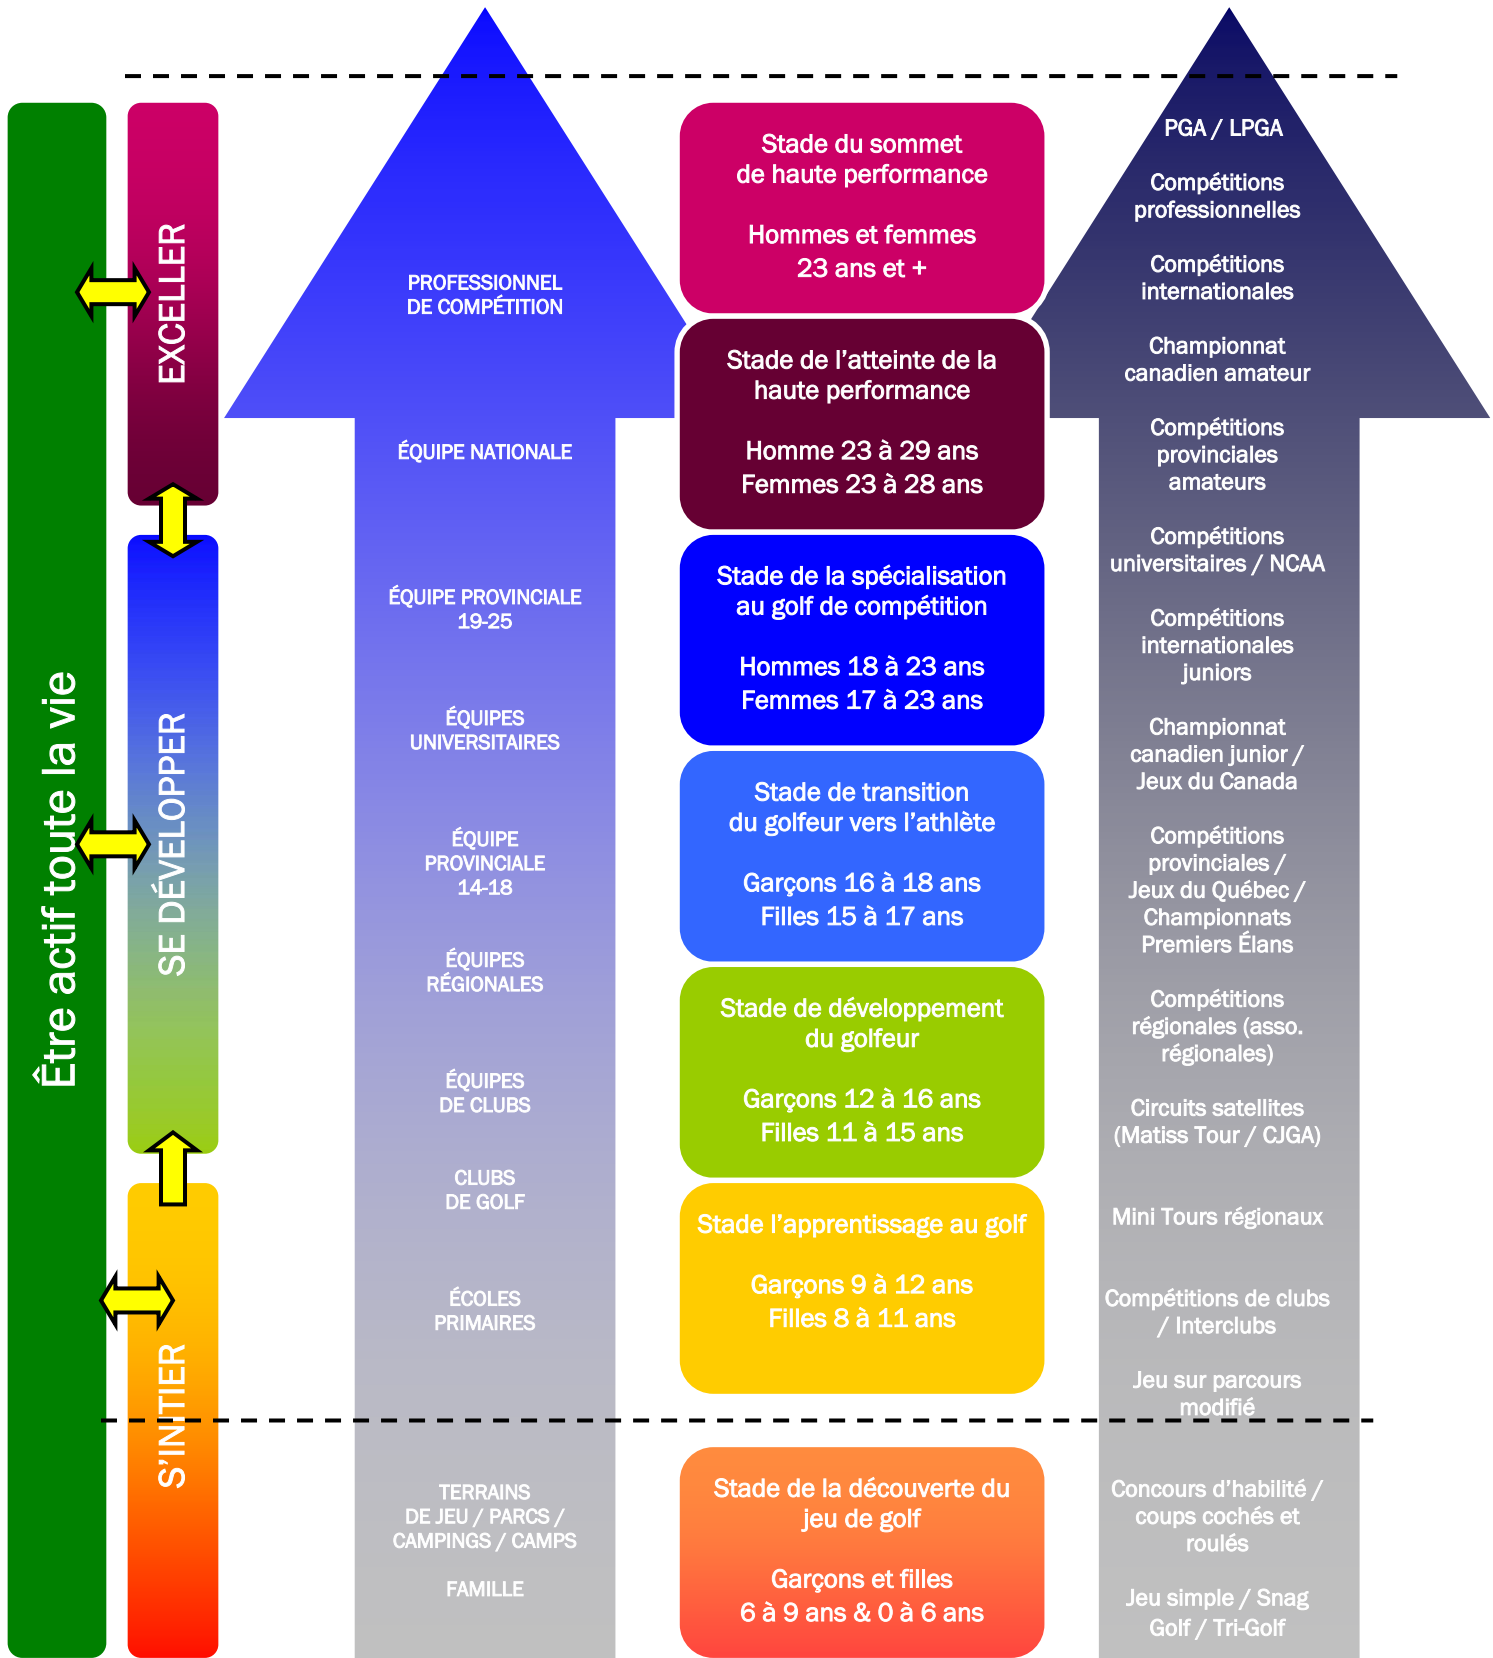 Être actif toute la vie
EXCELLER
SE DÉVELOPPER
S’INITIER
PROFESSIONNEL
DE COMPÉTITION
ÉQUIPE NATIONALE
ÉQUIPE PROVINCIALE
19-25
ÉQUIPES
UNIVERSITAIRES
ÉQUIPE
PROVINCIALE
14-18
ÉQUIPES
RÉGIONALES
ÉQUIPES
DE CLUBS
CLUBS
DE GOLF
ÉCOLES
PRIMAIRES
TERRAINS
DE JEU / PARCS /
CAMPINGS / CAMPS
FAMILLE
Stade du sommet
de haute performance
Hommes et femmes
23 ans et +
Stade de l’atteinte de la
haute performance
Homme 23 à 29 ans
Femmes 23 à 28 ans
Stade de la spécialisation
au golf de compétition
Hommes 18 à 23 ans
Femmes 17 à 23 ans
Stade de transition
du golfeur vers l’athlète
Garçons 16 à 18 ans
Filles 15 à 17 ans
Stade de développement
du golfeur
Garçons 12 à 16 ans
Filles 11 à 15 ans
Stade l’apprentissage au golf
Garçons 9 à 12 ans
Filles 8 à 11 ans
Stade de la découverte du
jeu de golf
Garçons et filles
6 à 9 ans & 0 à 6 ans
PGA / LPGA
Compétitions
professionnelles
Compétitions
internationales
Championnat
canadien amateur
Compétitions
provinciales
amateurs
Compétitions
universitaires / NCAA
Compétitions
internationales
juniors
Championnat
canadien junior /
Jeux du Canada
Compétitions
provinciales /
Jeux du Québec /
Championnats
Premiers Élans
Compétitions
régionales (asso.
régionales)
Circuits satellites
(Matiss Tour / CJGA)
Mini Tours régionaux
Compétitions de clubs
/ Interclubs
Jeu sur parcours
modifié
Concours d’habilité /
coups cochés et
roulés
Jeu simple / Snag
Golf / Tri-Golf